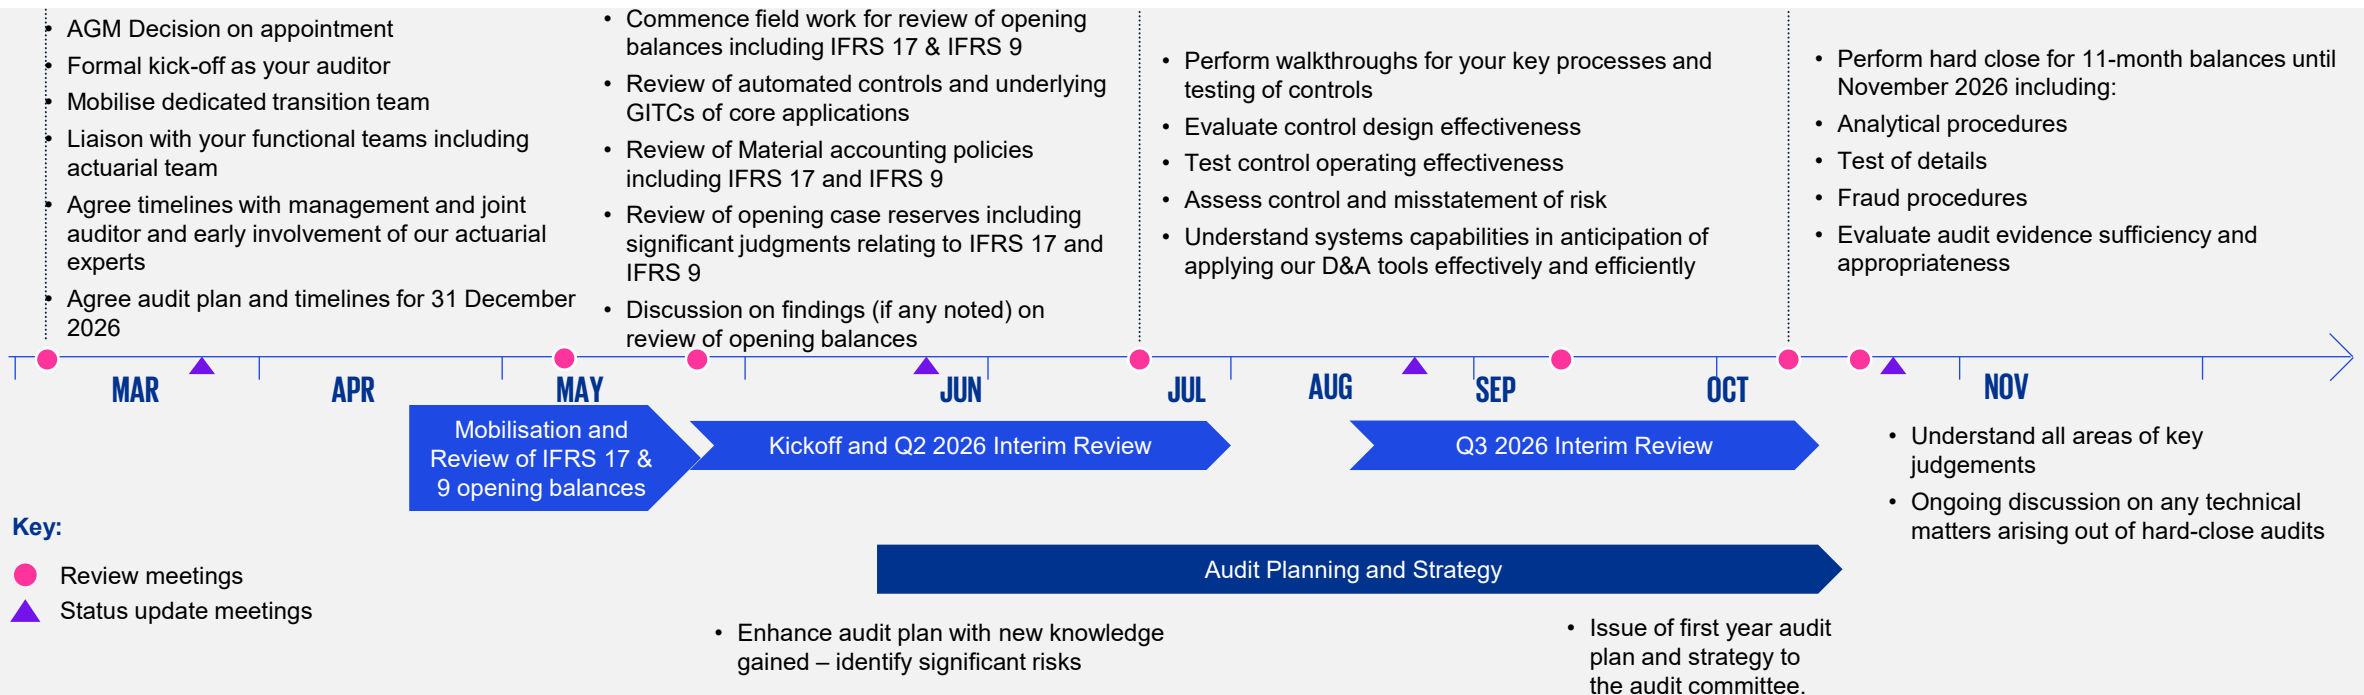 • AGM Decision on appointment
• Formal kick-off as your auditor
• Mobilise dedicated transition team
• Liaison with your functional teams including
actuarial team
• Agree timelines with management and joint
auditor and early involvement of our actuarial
experts
• Agree audit plan and timelines for 31 December
2026
• Commence field work for review of opening
balances including IFRS 17 & IFRS 9
• Review of automated controls and underlying
GITCs of core applications
• Review of Material accounting policies
including IFRS 17 and IFRS 9
• Review of opening case reserves including
significant judgments relating to IFRS 17 and
IFRS 9
• Discussion on findings (if any noted) on
review of opening balances
• Perform walkthroughs for your key processes and
testing of controls
• Evaluate control design effectiveness
• Test control operating effectiveness
• Assess control and misstatement of risk
• Understand systems capabilities in anticipation of
applying our D&A tools effectively and efficiently
• Perform hard close for 11-month balances until
November 2026 including:
• Analytical procedures
• Test of details
• Fraud procedures
• Evaluate audit evidence sufficiency and
appropriateness
MAR
APR
MAY
JUN
JUL
AUG
SEP
OCT
NOV
Mobilisation and
Review of IFRS 17 &
9 opening balances
Kickoff and Q2 2026 Interim Review
Q3 2026 Interim Review
• Understand all areas of key
judgements
• Ongoing discussion on any technical
matters arising out of hard-close audits
Key:
Review meetings
Status update meetings
Audit Planning and Strategy
• Enhance audit plan with new knowledge
gained – identify significant risks
• Issue of first year audit
plan and strategy to
the audit committee.